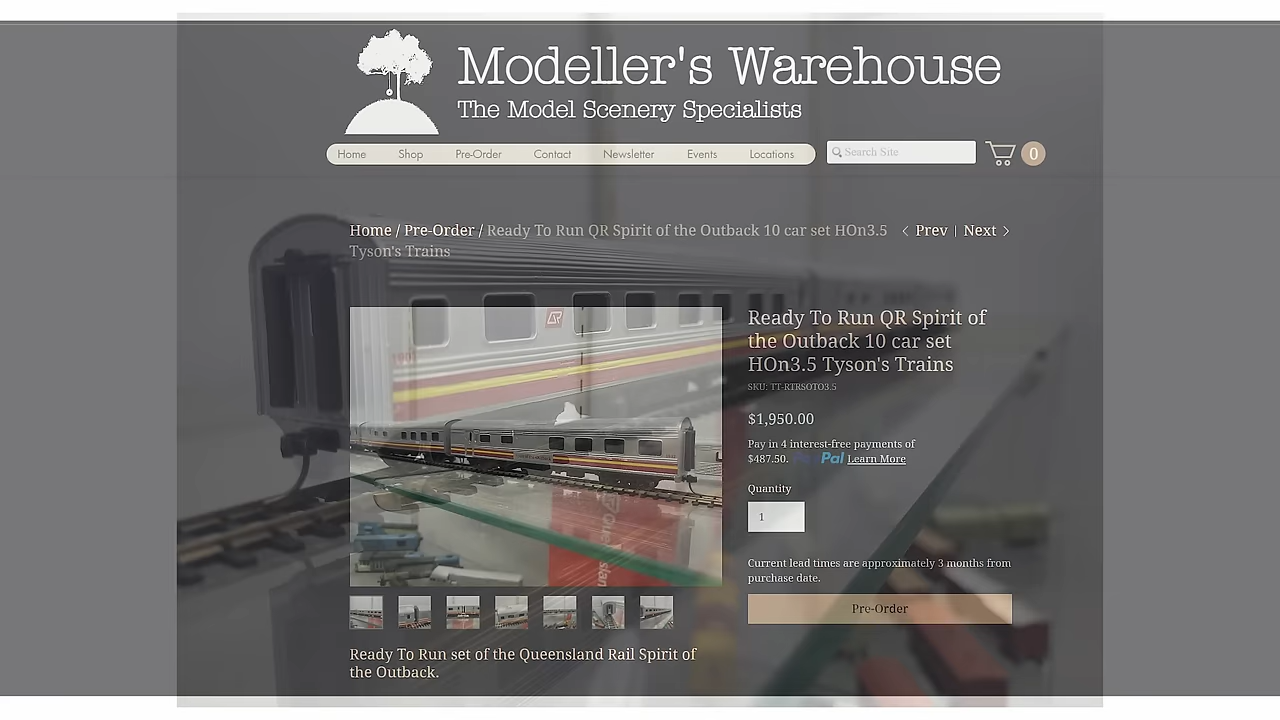 Modeller's Warehouse
The Model Scenery Specialists
Home Shop Pre-Order Contact Newsletter Events Locations
Search Site
0
Home / Pre-Order / Ready To Run QR Spirit of the Outback 10 car set HOn3.5
Tyson's Trains
Prev | Next
Ready To Run QR Spirit of
the Outback 10 car set
HOn3.5 Tyson's Trains
SKU: TT-RTRSOTO3.5
$1,950.00
Pay in 4 interest-free payments of
$487.50. PayPal Learn More
Quantity
1
Current lead times are approximately 3 months from
purchase date.
Pre-Order
Ready To Run set of the Queensland Rail Spirit of
the Outback.